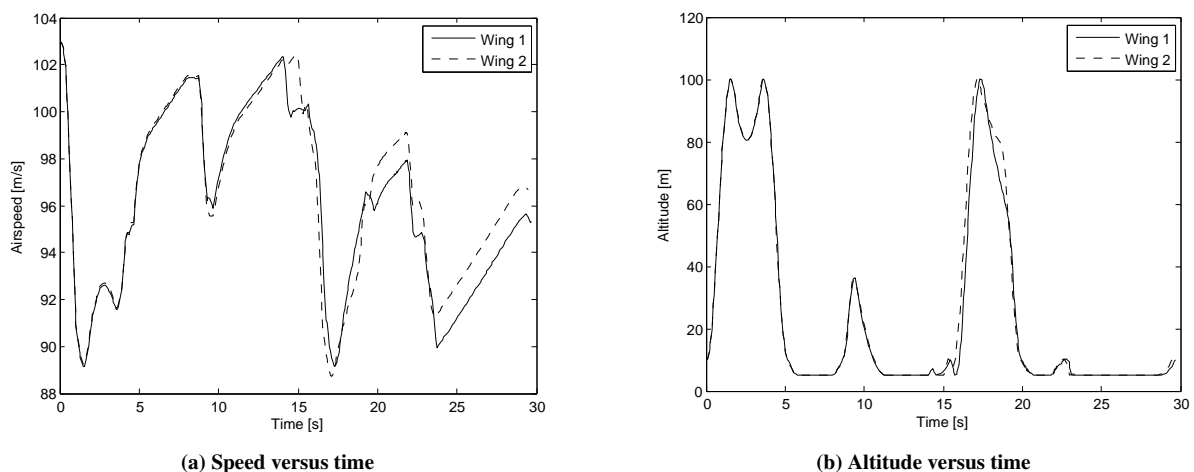 104
102
100
98
96
94
92
90
88
Airspeed [m/s]
0 5 10 15 20 25 30
Time [s]
Wing 1
Wing 2
(a) Speed versus time
120
100
80
60
40
20
0
Altitude [m]
0 5 10 15 20 25 30
Time [s]
Wing 1
Wing 2
(b) Altitude versus time